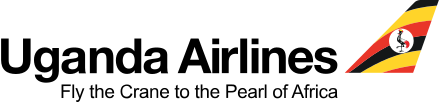 Uganda Airlines
Fly the Crane to the Pearl of Africa